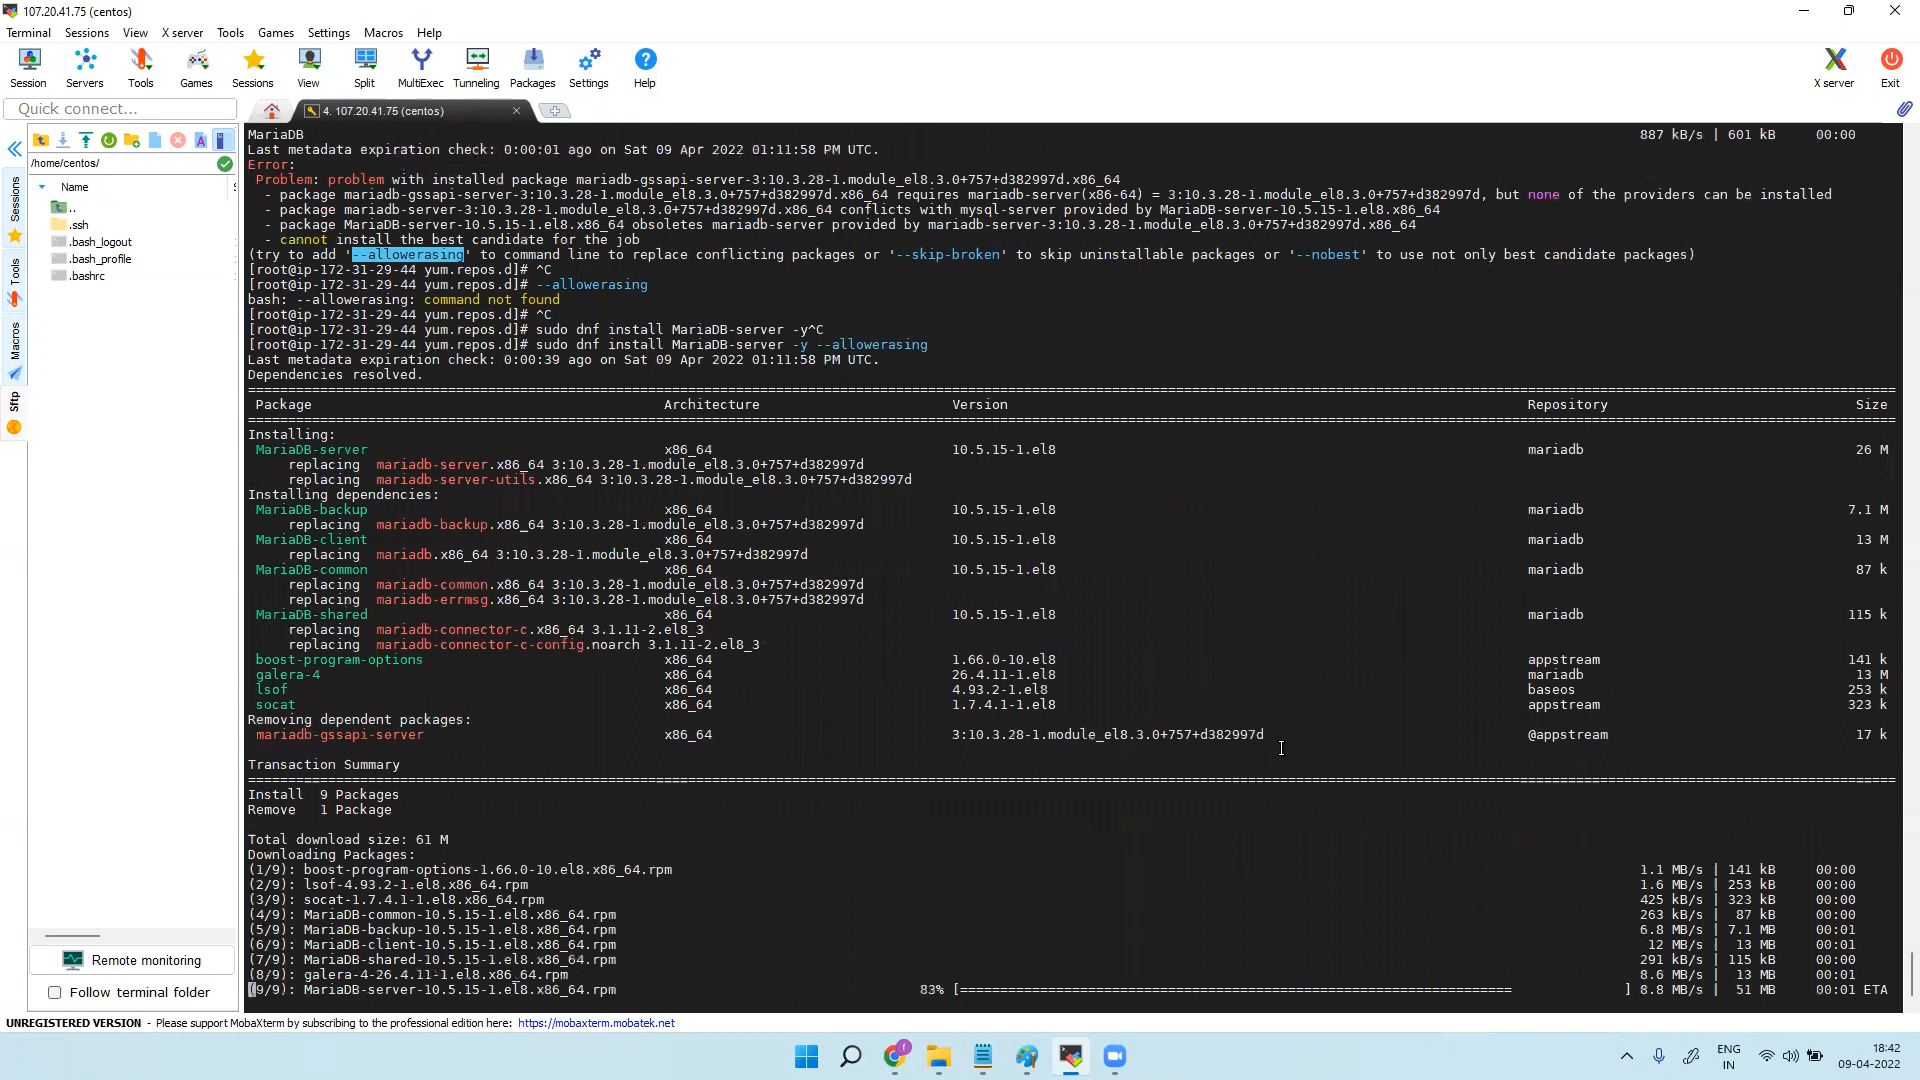 107.20.41.75 (centos)
Terminal Sessions View X server Tools Games Settings Macros Help
Session Servers Tools Games Sessions View Split MultiExec Tunneling Packages Settings Help X server Exit
Quick connect...
4. 107.20.41.75 (centos)
/home/centos/
Name
..
.ssh
.bash_logout
.bash_profile
.bashrc
Sessions
Tools
Macros
Sftp
MariaDB 887 kB/s | 601 kB 00:00
Last metadata expiration check: 0:00:01 ago on Sat 09 Apr 2022 01:11:58 PM UTC.
Error:
Problem: problem with installed package mariadb-gssapi-server-3:10.3.28-1.module_el8.3.0+757+d382997d.x86_64
- package mariadb-gssapi-server-3:10.3.28-1.module_el8.3.0+757+d382997d.x86_64 requires mariadb-server(x86-64) = 3:10.3.28-1.module_el8.3.0+757+d382997d, but none of the providers can be installed
- package mariadb-server-3:10.3.28-1.module_el8.3.0+757+d382997d.x86_64 conflicts with mysql-server provided by MariaDB-server-10.5.15-1.el8.x86_64
- package MariaDB-server-10.5.15-1.el8.x86_64 obsoletes mariadb-server provided by mariadb-server-3:10.3.28-1.module_el8.3.0+757+d382997d.x86_64
- cannot install the best candidate for the job
(try to add '--allowerasing' to command line to replace conflicting packages or '--skip-broken' to skip uninstallable packages or '--nobest' to use not only best candidate packages)
[root@ip-172-31-29-44 yum.repos.d]# ^C
[root@ip-172-31-29-44 yum.repos.d]# --allowerasing
bash: --allowerasing: command not found
[root@ip-172-31-29-44 yum.repos.d]# ^C
[root@ip-172-31-29-44 yum.repos.d]# sudo dnf install MariaDB-server -y^C
[root@ip-172-31-29-44 yum.repos.d]# sudo dnf install MariaDB-server -y --allowerasing
Last metadata expiration check: 0:00:39 ago on Sat 09 Apr 2022 01:11:58 PM UTC.
Dependencies resolved.
Package Architecture Version Repository Size
Installing:
MariaDB-server x86_64 10.5.15-1.el8 mariadb 26 M
replacing mariadb-server.x86_64 3:10.3.28-1.module_el8.3.0+757+d382997d
replacing mariadb-server-utils.x86_64 3:10.3.28-1.module_el8.3.0+757+d382997d
Installing dependencies:
MariaDB-backup x86_64 10.5.15-1.el8 mariadb 7.1 M
replacing mariadb-backup.x86_64 3:10.3.28-1.module_el8.3.0+757+d382997d
MariaDB-client x86_64 10.5.15-1.el8 mariadb 13 M
replacing mariadb.x86_64 3:10.3.28-1.module_el8.3.0+757+d382997d
MariaDB-common x86_64 10.5.15-1.el8 mariadb 87 k
replacing mariadb-common.x86_64 3:10.3.28-1.module_el8.3.0+757+d382997d
replacing mariadb-errmsg.x86_64 3:10.3.28-1.module_el8.3.0+757+d382997d
MariaDB-shared x86_64 10.5.15-1.el8 mariadb 115 k
replacing mariadb-connector-c.x86_64 3.1.11-2.el8_3
replacing mariadb-connector-c-config.noarch 3.1.11-2.el8_3
boost-program-options x86_64 1.66.0-10.el8 appstream 141 k
galera-4 x86_64 26.4.11-1.el8 mariadb 13 M
lsof x86_64 4.93.2-1.el8 baseos 253 k
socat x86_64 1.7.4.1-1.el8 appstream 323 k
Removing dependent packages:
mariadb-gssapi-server x86_64 3:10.3.28-1.module_el8.3.0+757+d382997d @appstream 17 k
Transaction Summary
Install 9 Packages
Remove 1 Package
Total download size: 61 M
Downloading Packages:
(1/9): boost-program-options-1.66.0-10.el8.x86_64.rpm 1.1 MB/s | 141 kB 00:00
(2/9): lsof-4.93.2-1.el8.x86_64.rpm 1.6 MB/s | 253 kB 00:00
(3/9): socat-1.7.4.1-1.el8.x86_64.rpm 425 kB/s | 323 kB 00:00
(4/9): MariaDB-common-10.5.15-1.el8.x86_64.rpm 263 kB/s | 87 kB 00:00
(5/9): MariaDB-backup-10.5.15-1.el8.x86_64.rpm 6.8 MB/s | 7.1 MB 00:01
(6/9): MariaDB-client-10.5.15-1.el8.x86_64.rpm 12 MB/s | 13 MB 00:01
(7/9): MariaDB-shared-10.5.15-1.el8.x86_64.rpm 291 kB/s | 115 kB 00:00
(8/9): galera-4-26.4.11-1.el8.x86_64.rpm 8.6 MB/s | 13 MB 00:01
(9/9): MariaDB-server-10.5.15-1.el8.x86_64.rpm 83% [===================================================================== ] 8.8 MB/s | 51 MB 00:01 ETA
Remote monitoring
Follow terminal folder
UNREGISTERED VERSION - Please support MobaXterm by subscribing to the professional edition here: https://mobaxterm.mobatek.net
ENG
IN
18:42
09-04-2022